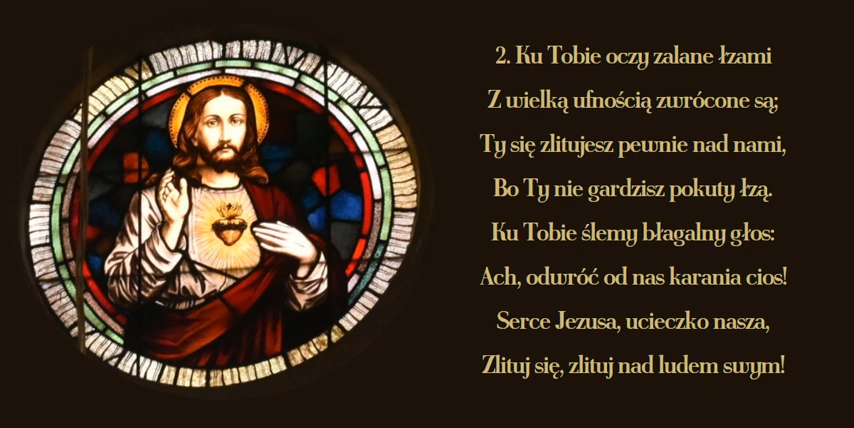 2. Ku Tobie oczy zalane łzami
Z wielką ufnością zwrócone są;
Ty się zlitujesz pewnie nad nami,
Bo Ty nie gardzisz pokuty łzą.
Ku Tobie ślemy błagalny głos:
Ach, odwróć od nas karania cios!
Serce Jezusa, ucieczko nasza,
Zlituj się, zlituj nad ludem swym!